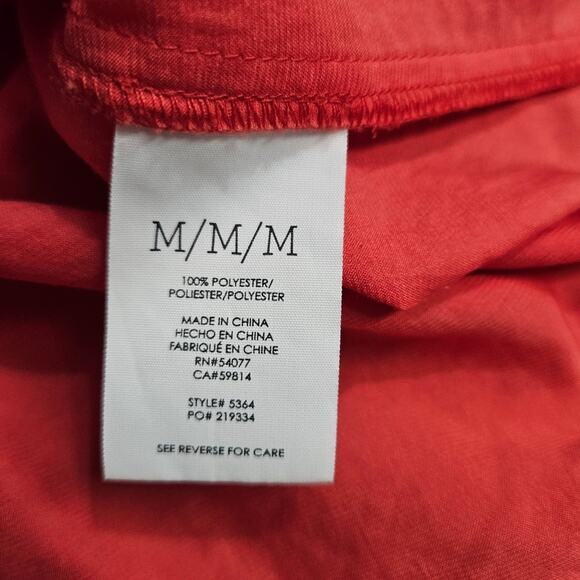 M/M/M
100% POLYESTER/
POLIESTER/POLYESTER
MADE IN CHINA
HECHO EN CHINA
FABRIQUÉ EN CHINE
RN#54077
CA#59814
STYLE# 5364
PO# 219334
SEE REVERSE FOR CARE